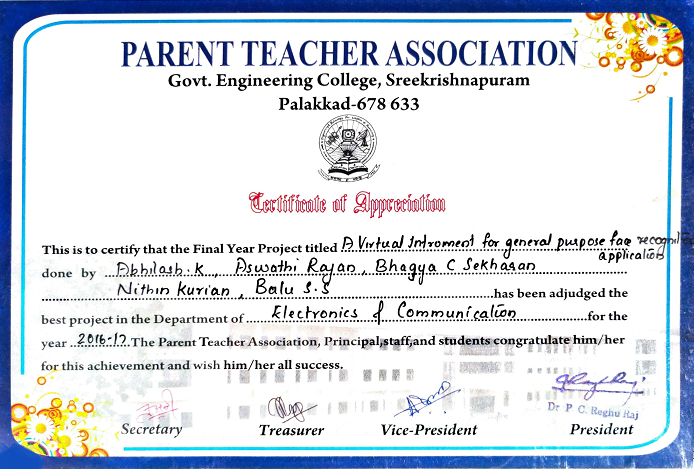 PARENT TEACHER ASSOCIATION
Govt. Engineering College, Sreekrishnapuram
Palakkad-678 633
Certificate of Appreciation
This is to certify that the Final Year Project titled A Virtual Introment for general purpose face recognition
application
done by Abhilash.K, Aswathi Rajan, Bhagya C Sekharan
Nithin Kurian, Balu S.S has been adjudged the
best project in the Department of Electronics & Communication for the
year 2016-17. The Parent Teacher Association, Principal, staff, and students congratulate him/her
for this achievement and wish him/her all success.
Dr P C Reghu Raj
Secretary Treasurer Vice-President President